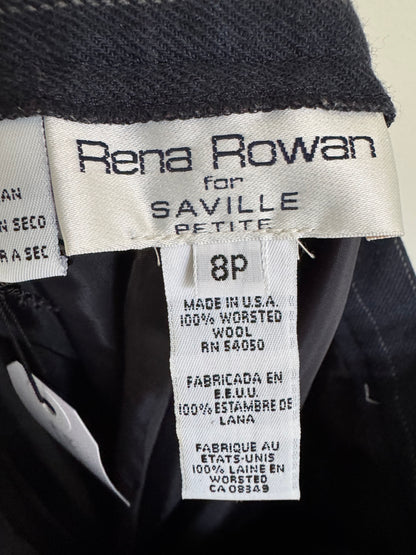 Rena Rowan
for
SAVILLE
PETITE
AN
N SECO
R A SEC
8P
MADE IN U.S.A.
100% WORSTED
WOOL
RN 54050
FABRICADA EN
E.E.U.U.
100% ESTAMBRE DE
LANA
FABRIQUE AU
ETATS-UNIS
100% LAINE EN
WORSTED
CA 08349